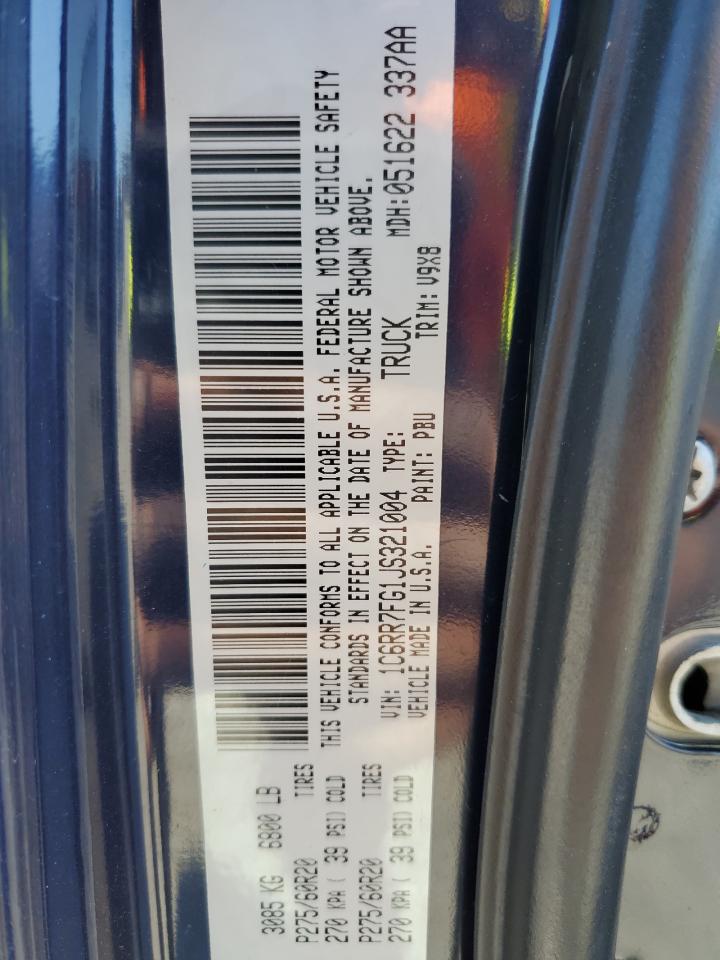 3085 KG 6800 LB
P275/60R20 TIRES
270 KPA ( 39 PSI) COLD
P275/60R20 TIRES
270 KPA ( 39 PSI) COLD
THIS VEHICLE CONFORMS TO ALL APPLICABLE U.S.A. FEDERAL MOTOR VEHICLE SAFETY
STANDARDS IN EFFECT ON THE DATE OF MANUFACTURE SHOWN ABOVE.
VIN: 1C6RR7FG1JS321004 TYPE: TRUCK MDH:051622 337AA
VEHICLE MADE IN U.S.A. PAINT: PBU TRIM: V9X8